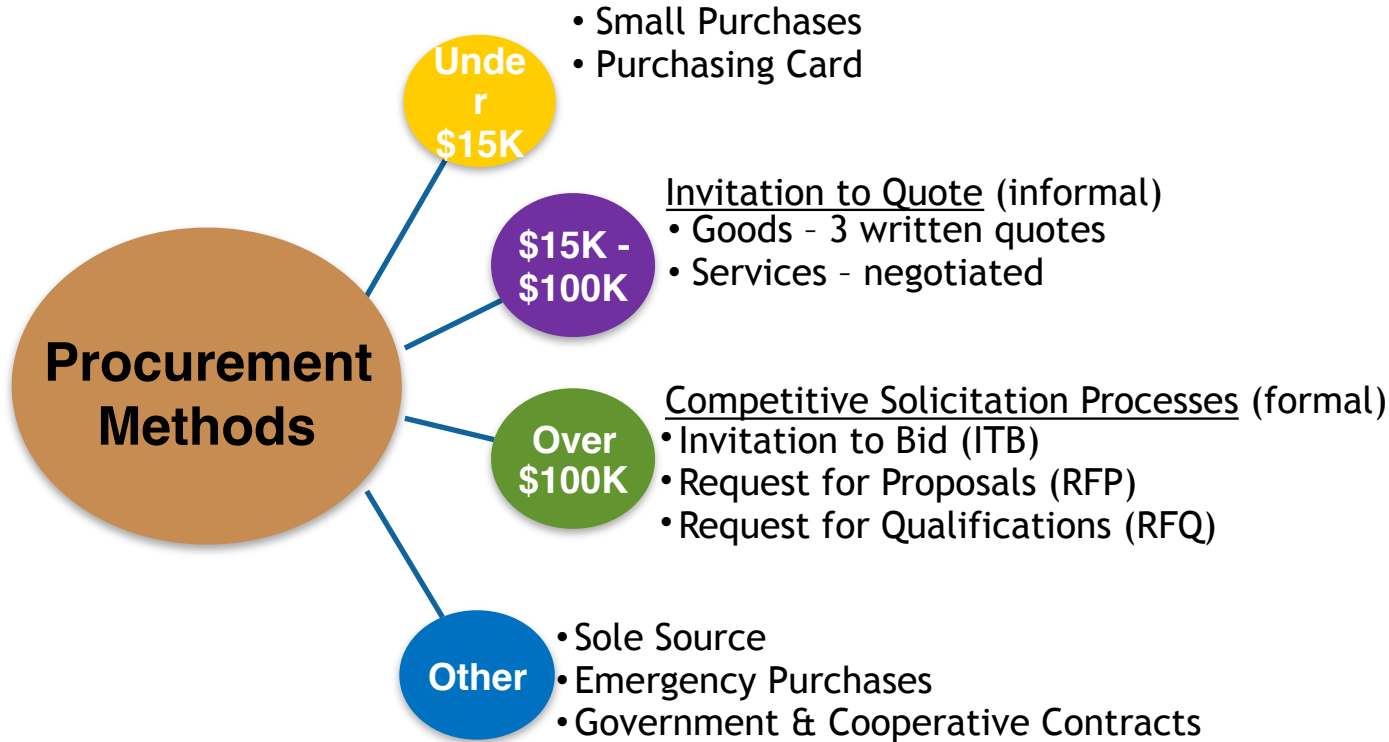 • Small Purchases
• Purchasing Card
Unde
r
$15K
Invitation to Quote (informal)
• Goods – 3 written quotes
• Services – negotiated
$15K -
$100K
Procurement
Methods
Competitive Solicitation Processes (formal)
• Invitation to Bid (ITB)
• Request for Proposals (RFP)
• Request for Qualifications (RFQ)
Over
$100K
Other
• Sole Source
• Emergency Purchases
• Government & Cooperative Contracts